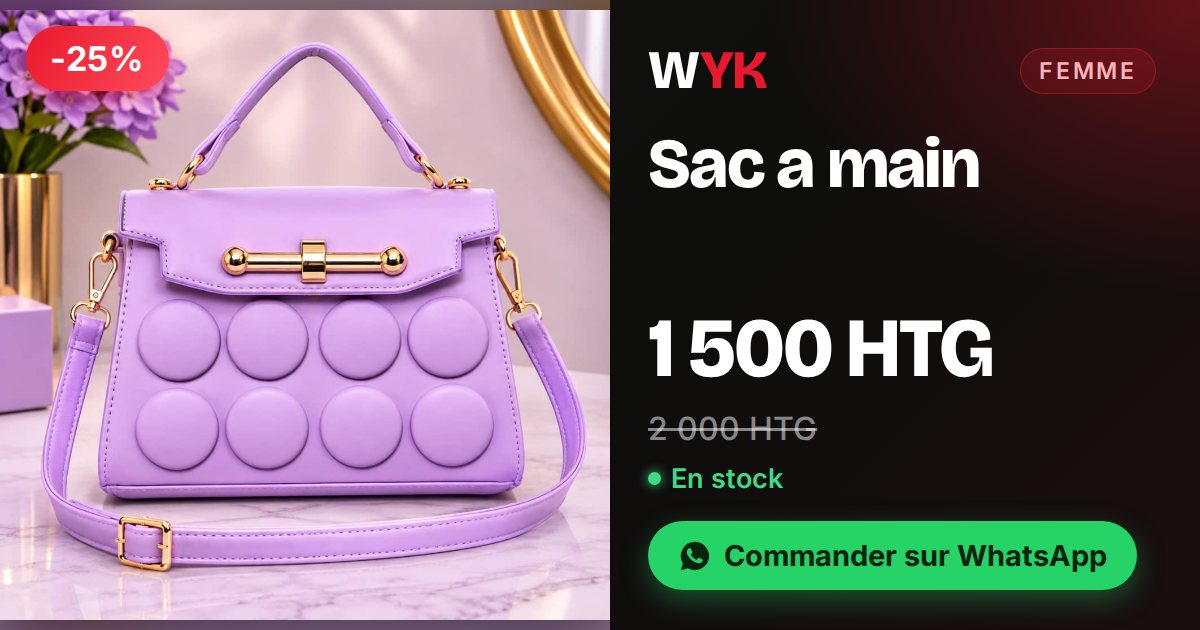 -25%
WYK
FEMME
Sac a main
1 500 HTG
2 000 HTG
En stock
Commander sur WhatsApp